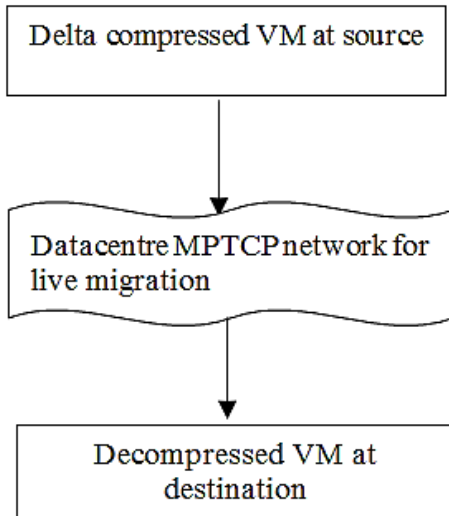 Delta compressed VM at source
Datacentre MPTCP network for
live migration
Decompressed VM at
destination